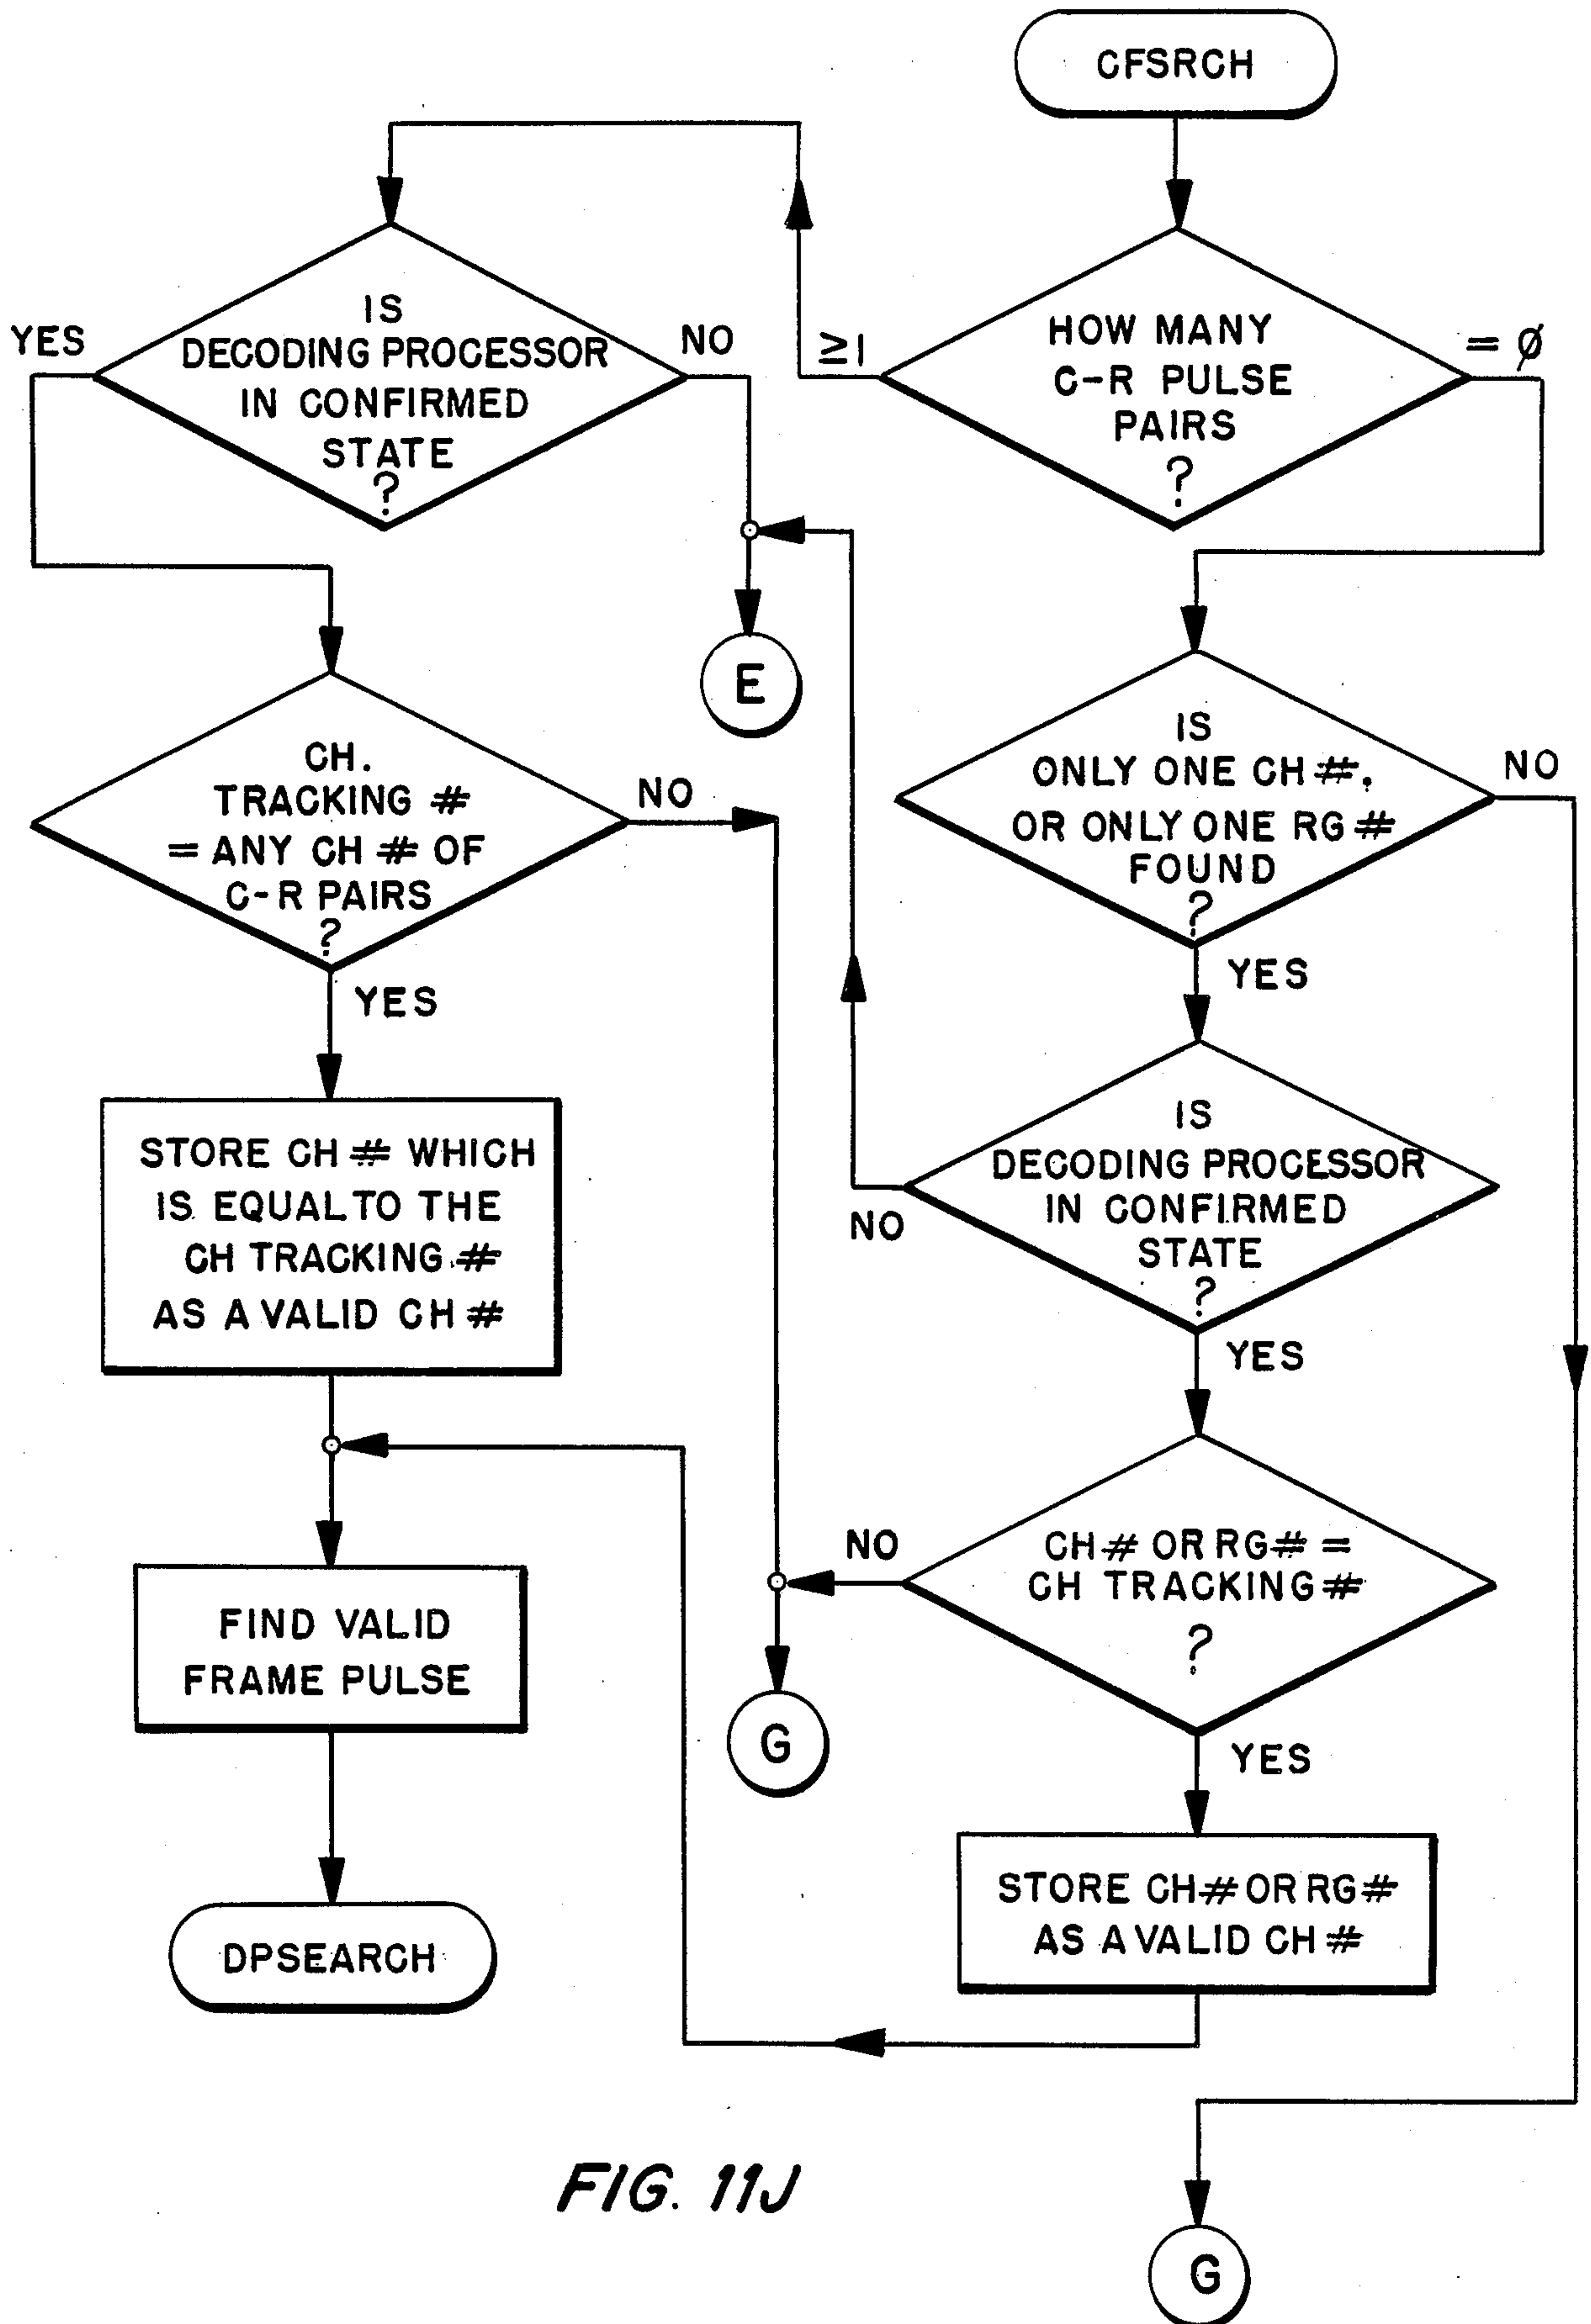 CFSRCH
HOW MANY
C-R PULSE
PAIRS
?
≥1
= Ø
IS
DECODING PROCESSOR
IN CONFIRMED
STATE
?
YES
NO
E
CH.
TRACKING #
= ANY CH # OF
C-R PAIRS
?
NO
YES
STORE CH # WHICH
IS EQUAL TO THE
CH TRACKING #
AS A VALID CH #
FIND VALID
FRAME PULSE
DPSEARCH
IS
ONLY ONE CH #,
OR ONLY ONE RG #
FOUND
?
NO
YES
IS
DECODING PROCESSOR
IN CONFIRMED
STATE
?
NO
YES
CH # OR RG # =
CH TRACKING #
?
NO
G
YES
STORE CH # OR RG #
AS A VALID CH #
G
FIG. 11J